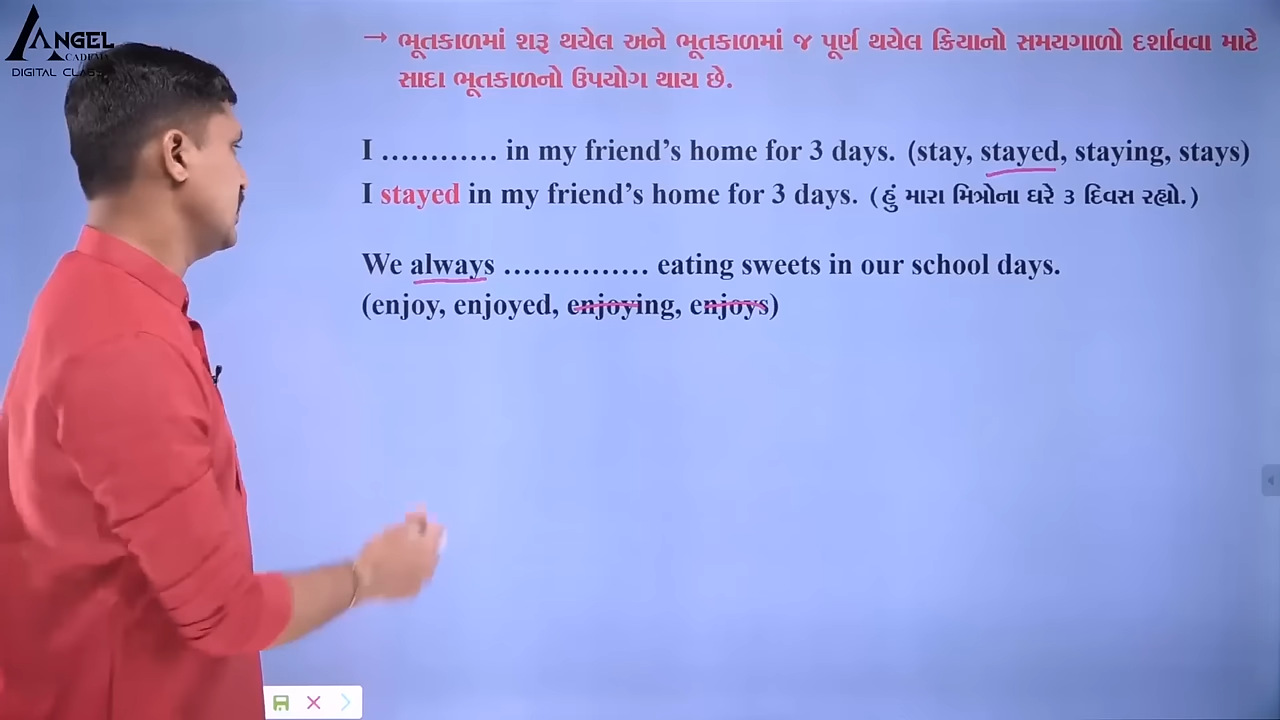 ANGEL
ACADEMY
DIGITAL CLASS
→ ભૂતકાળમાં શરૂ થયેલ અને ભૂતકાળમાં જ પૂર્ણ થયેલ ક્રિયાનો સમયગાળો દર્શાવવા માટે
સાદા ભૂતકાળનો ઉપયોગ થાય છે.
I ………… in my friend’s home for 3 days. (stay, stayed, staying, stays)
I stayed in my friend’s home for 3 days. (હું મારા મિત્રોના ઘરે ૩ દિવસ રહ્યો.)
We always …………… eating sweets in our school days.
(enjoy, enjoyed, enjoying, enjoys)